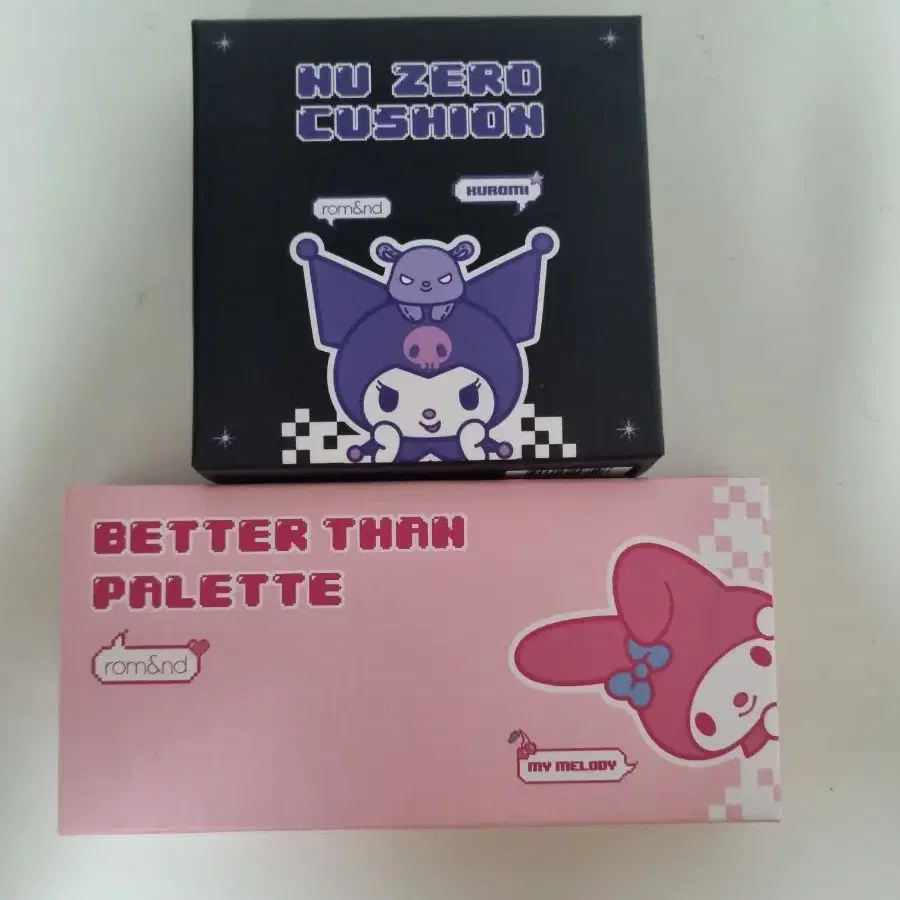 NU ZERO
CUSHION
KUROMI
rom&nd
BETTER THAN
PALETTE
rom&nd
MY MELODY